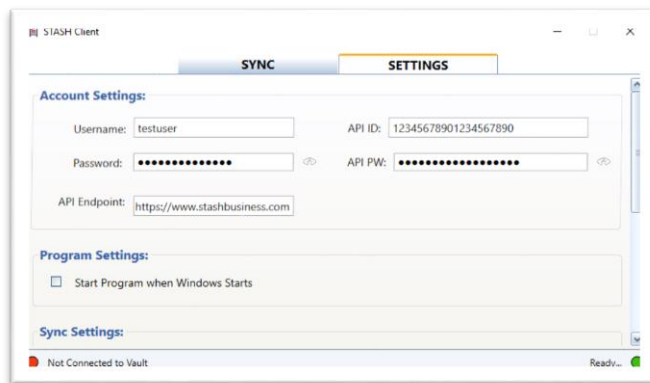 STASH Client
SYNC SETTINGS
Account Settings:
Username: testuser API ID: 12345678901234567890
Password: ●●●●●●●●●●●●●● API PW: ●●●●●●●●●●●●●●●●●●
API Endpoint: https://www.stashbusiness.com
Program Settings:
Start Program when Windows Starts
Sync Settings:
Not Connected to Vault Ready...